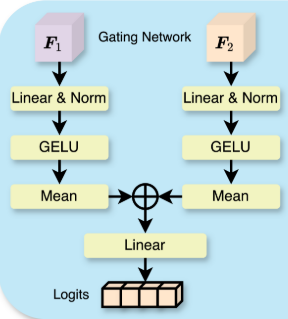 F₁ Gating Network F₂
Linear & Norm Linear & Norm
GELU GELU
Mean Mean
Linear
Logits